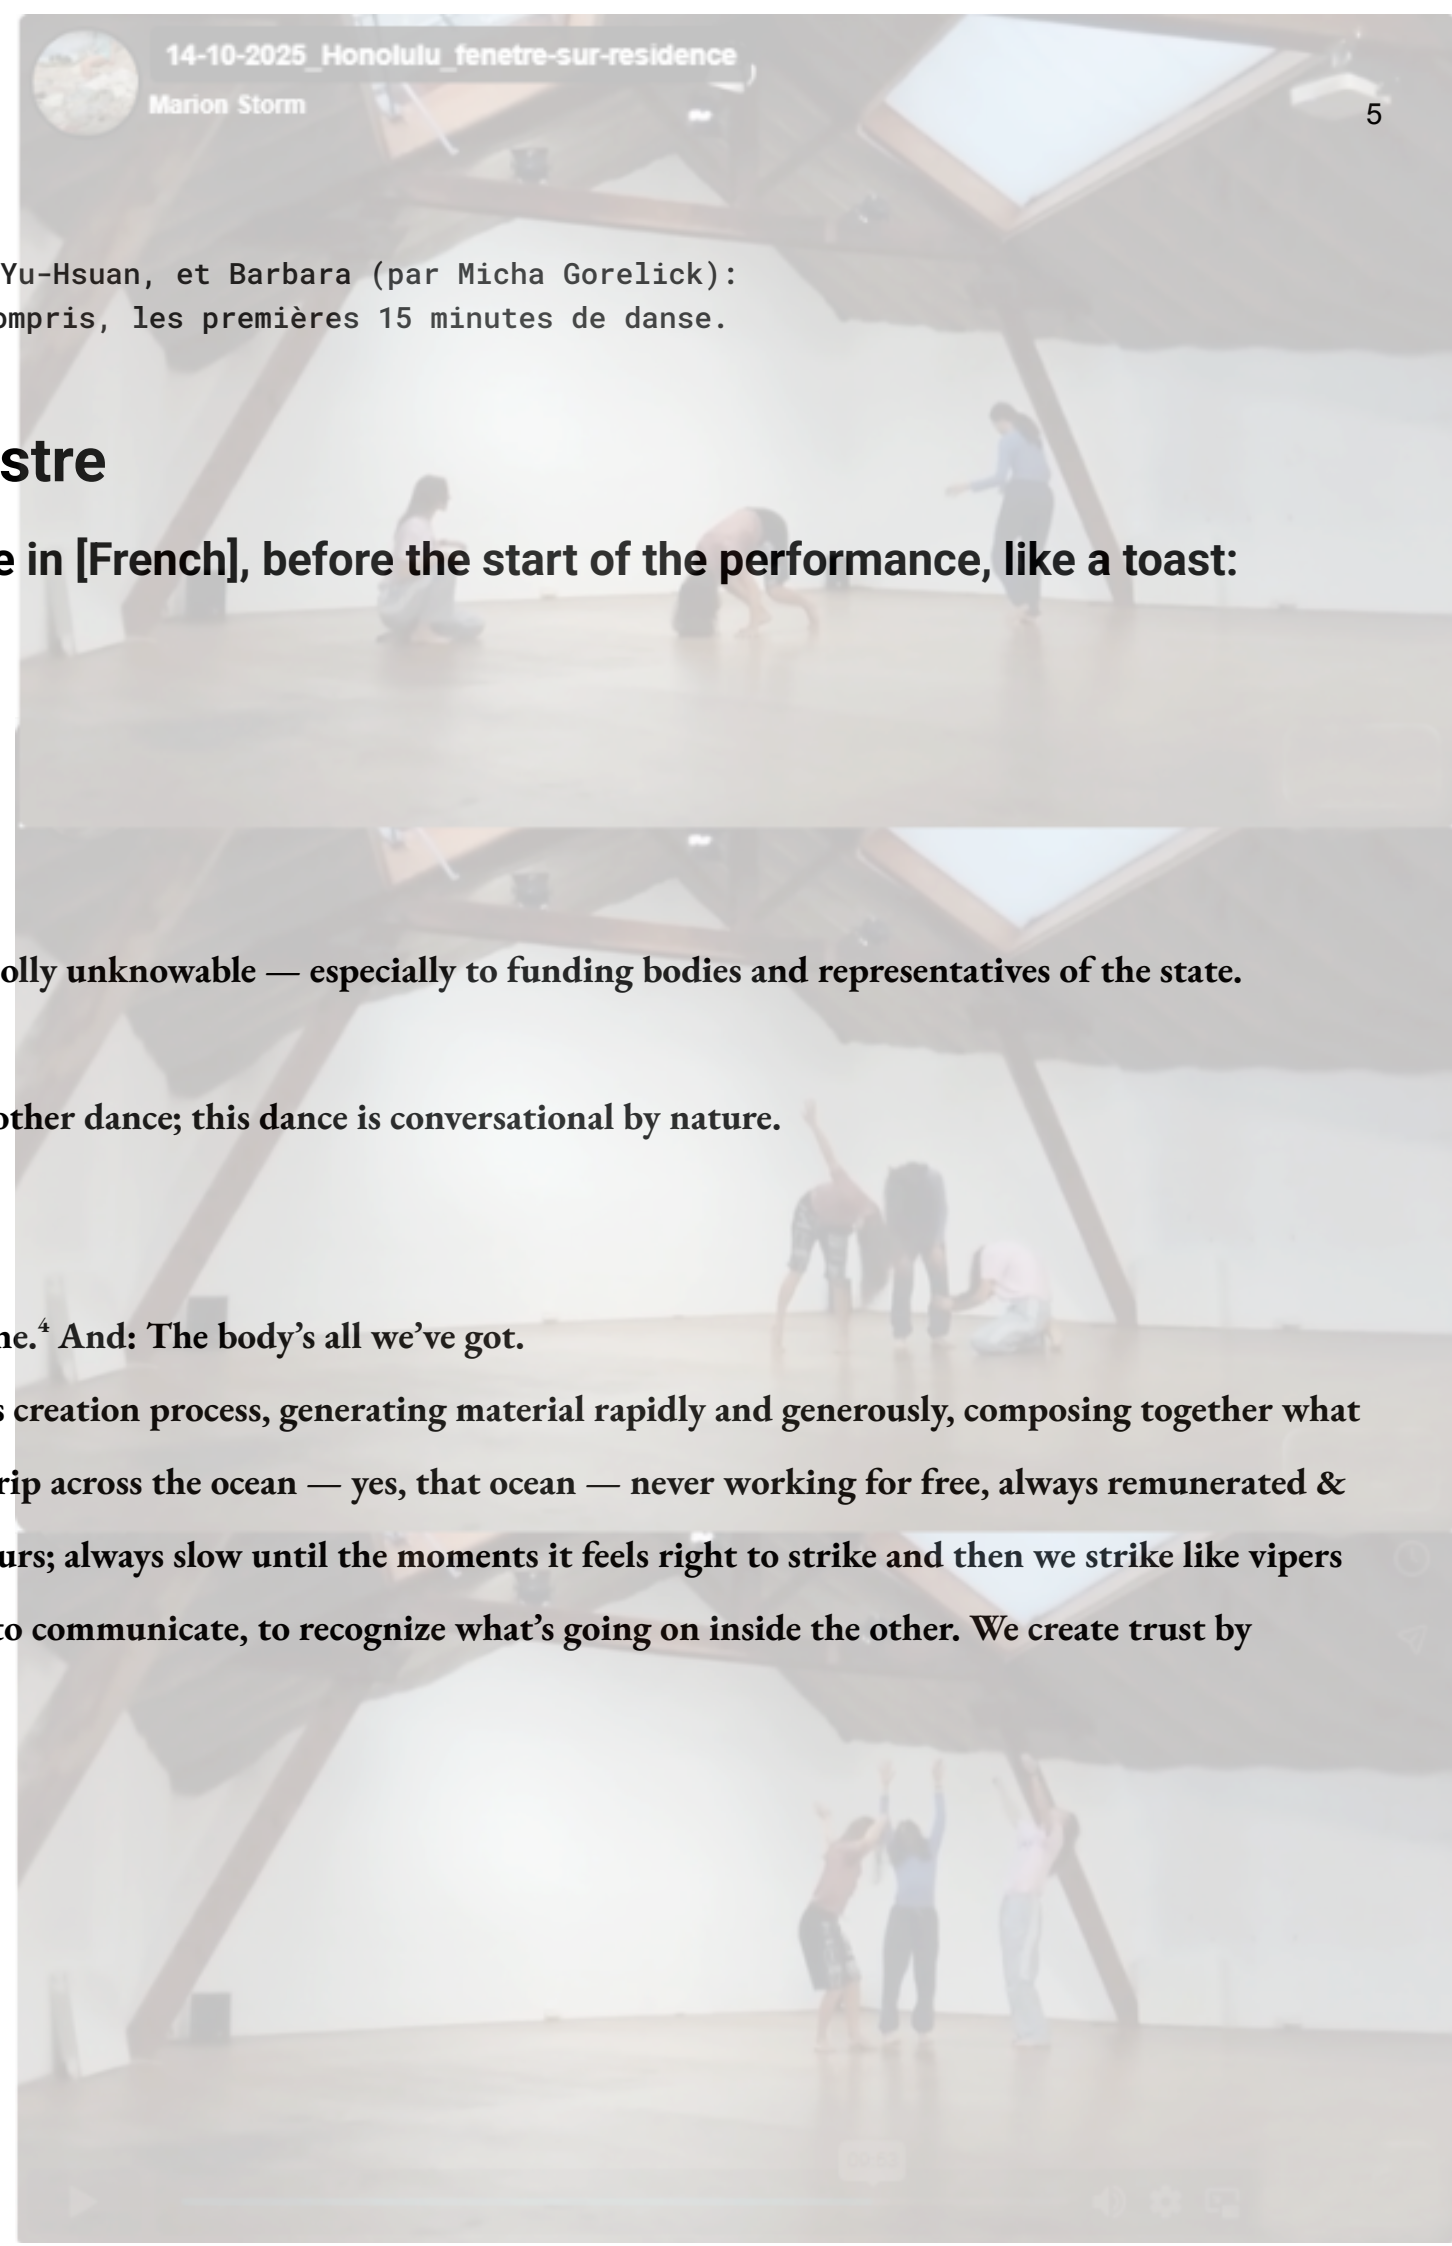 14-10-2025_Honolulu_fenetre-sur-residence
Marion Storm
5
Yu-Hsuan, et Barbara (par Micha Gorelick):
ompris, les premières 15 minutes de danse.
stre
e in [French], before the start of the performance, like a toast:
olly unknowable — especially to funding bodies and representatives of the state.
other dance; this dance is conversational by nature.
ne.⁴ And: The body’s all we’ve got.
s creation process, generating material rapidly and generously, composing together what
rip across the ocean — yes, that ocean — never working for free, always remunerated &
urs; always slow until the moments it feels right to strike and then we strike like vipers
to communicate, to recognize what’s going on inside the other. We create trust by
09:53